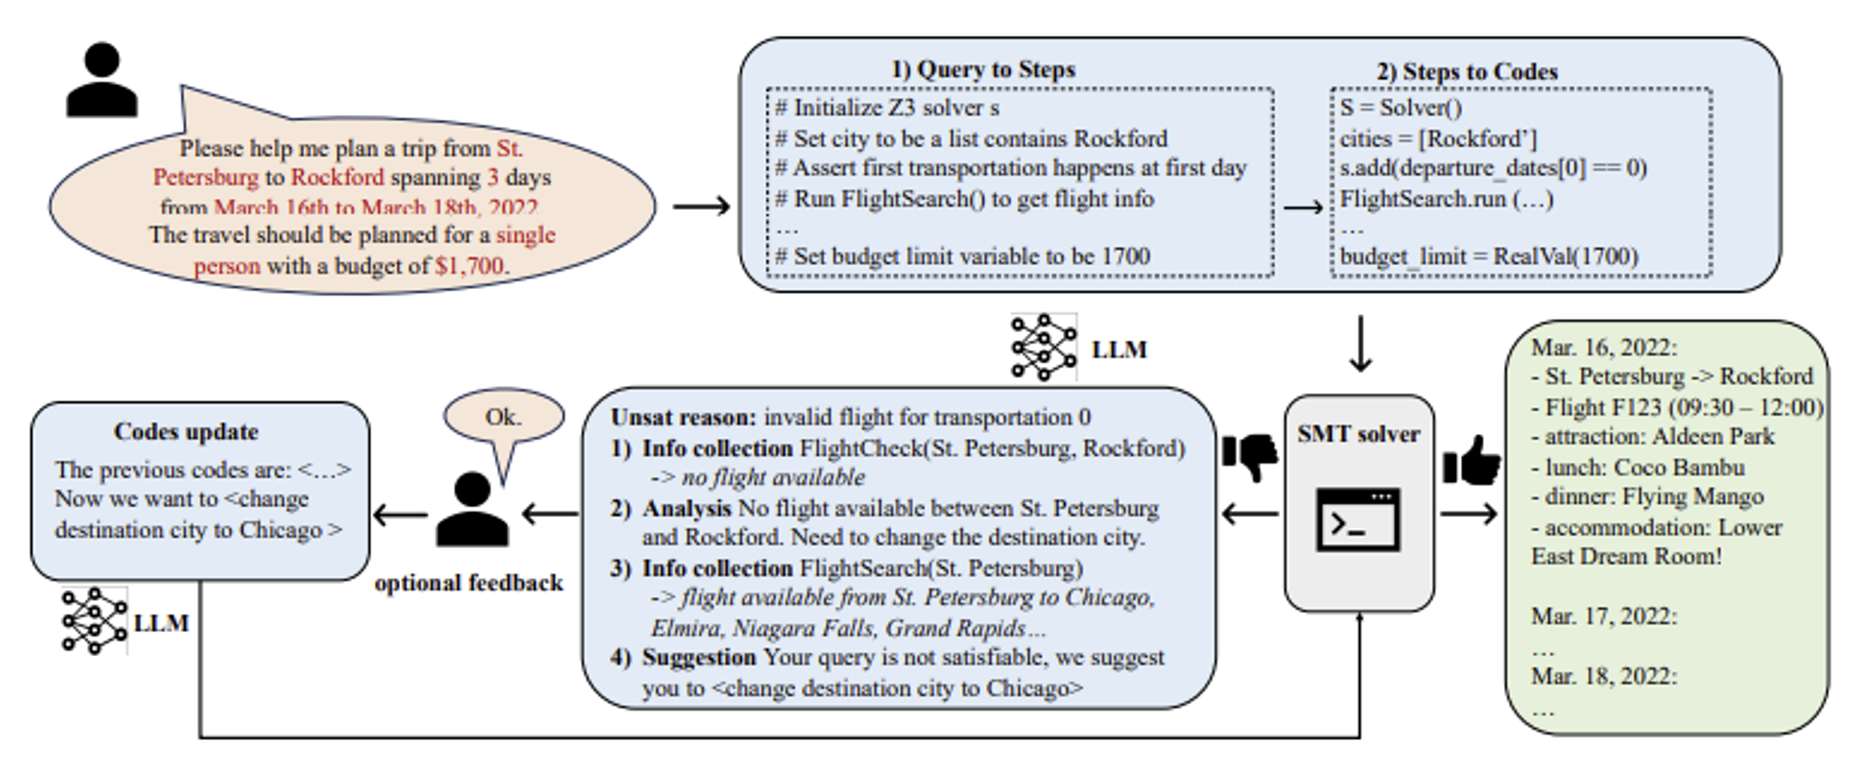 Please help me plan a trip from St.
Petersburg to Rockford spanning 3 days
from March 16th to March 18th, 2022.
The travel should be planned for a single
person with a budget of $1,700.
1) Query to Steps
# Initialize Z3 solver s
# Set city to be a list contains Rockford
# Assert first transportation happens at first day
# Run FlightSearch() to get flight info
...
# Set budget limit variable to be 1700
2) Steps to Codes
S = Solver()
cities = [Rockford’]
s.add(departure_dates[0] == 0)
FlightSearch.run (…)
...
budget_limit = RealVal(1700)
LLM
Codes update
The previous codes are: <...>
Now we want to <change
destination city to Chicago >
LLM
Ok.
optional feedback
Unsat reason: invalid flight for transportation 0
1) Info collection FlightCheck(St. Petersburg, Rockford)
-> no flight available
2) Analysis No flight available between St. Petersburg
and Rockford. Need to change the destination city.
3) Info collection FlightSearch(St. Petersburg)
-> flight available from St. Petersburg to Chicago,
Elmira, Niagara Falls, Grand Rapids…
4) Suggestion Your query is not satisfiable, we suggest
you to <change destination city to Chicago>
SMT solver
Mar. 16, 2022:
- St. Petersburg -> Rockford
- Flight F123 (09:30 – 12:00)
- attraction: Aldeen Park
- lunch: Coco Bambu
- dinner: Flying Mango
- accommodation: Lower
East Dream Room!
Mar. 17, 2022:
...
Mar. 18, 2022:
...